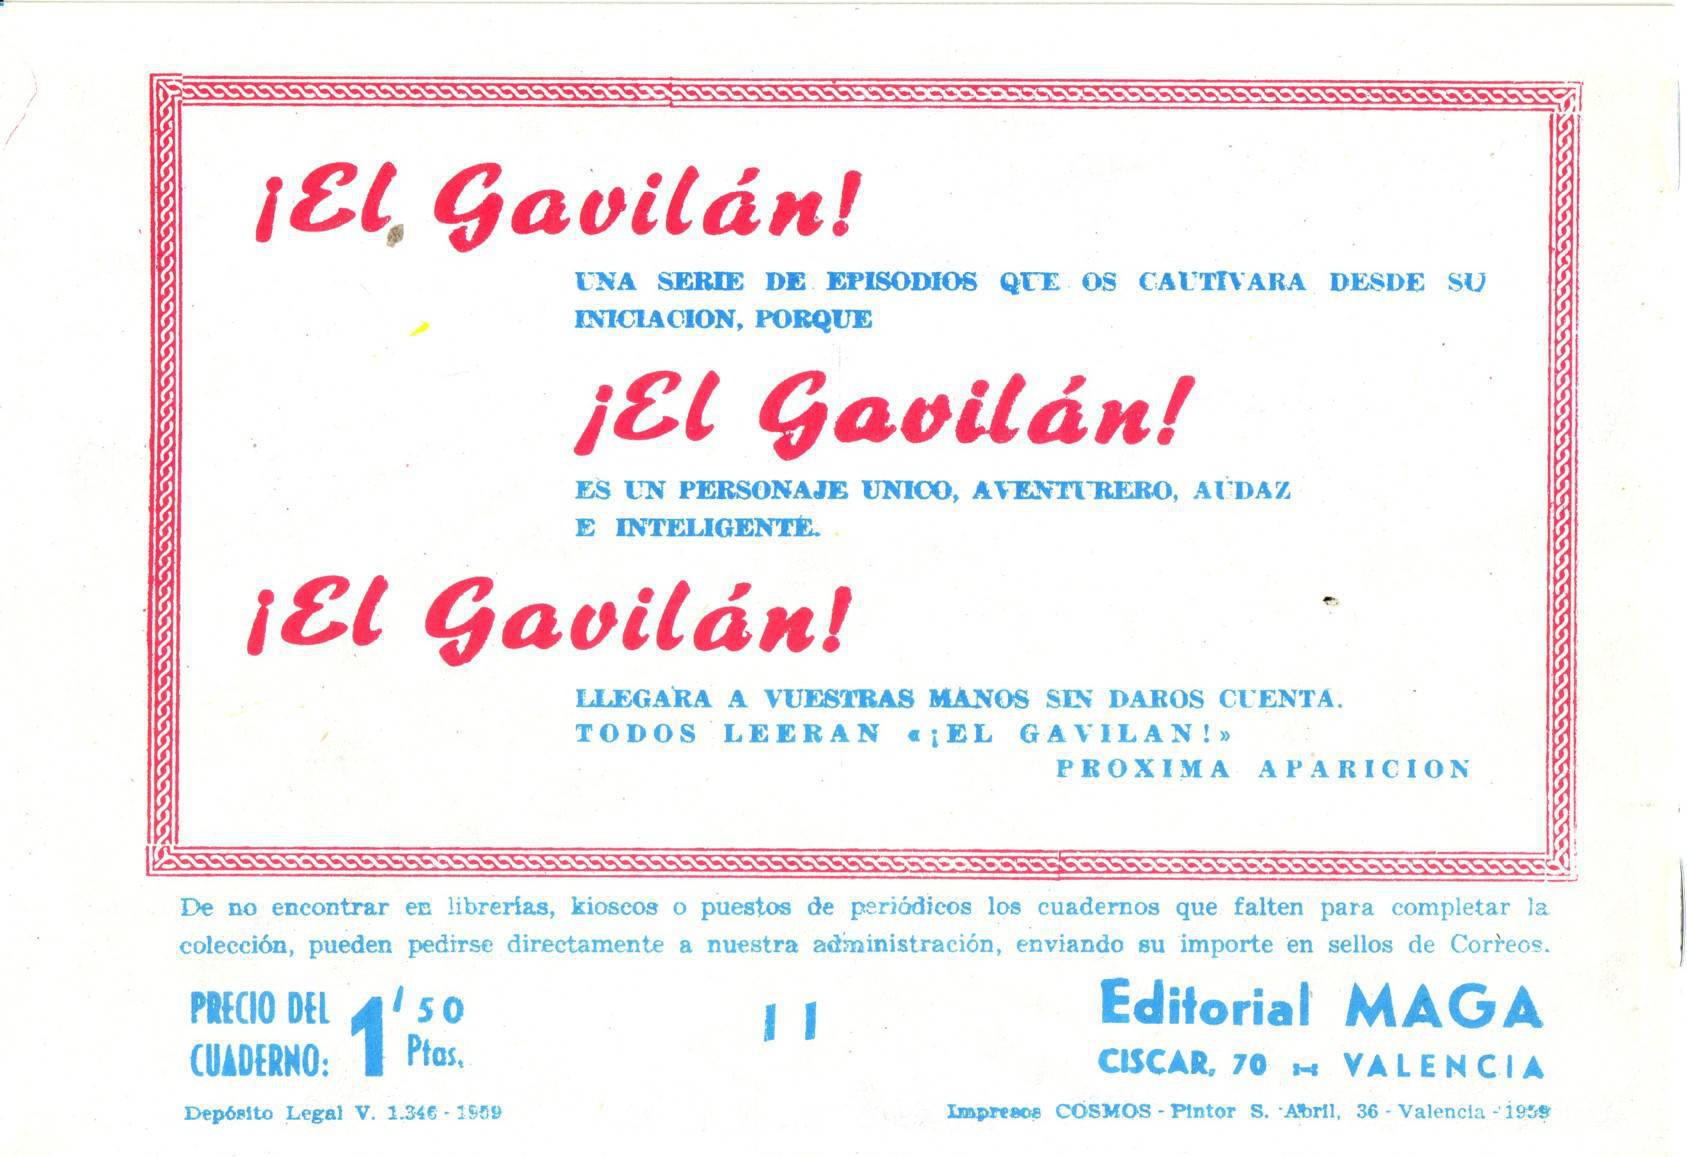 ¡El Gavilán!
UNA SERIE DE EPISODIOS QUE OS CAUTIVARA DESDE SU
INICIACION, PORQUE
¡El Gavilán!
ES UN PERSONAJE UNICO, AVENTURERO, AUDAZ
E INTELIGENTE.
¡El Gavilán!
LLEGARA A VUESTRAS MANOS SIN DAROS CUENTA.
TODOS LEERAN «¡EL GAVILAN!»
PROXIMA APARICION
De no encontrar en librerías, kioscos o puestos de periódicos los cuadernos que falten para completar la
colección, pueden pedirse directamente a nuestra administración, enviando su importe en sellos de Correos.
PRECIO DEL
CUADERNO:
1'50
Ptas.
11
Editorial MAGA
CISCAR, 70 - VALENCIA
Depósito Legal V. 1.346 - 1959
Impresos COSMOS - Pintor S. Abril, 36 - Valencia - 1959